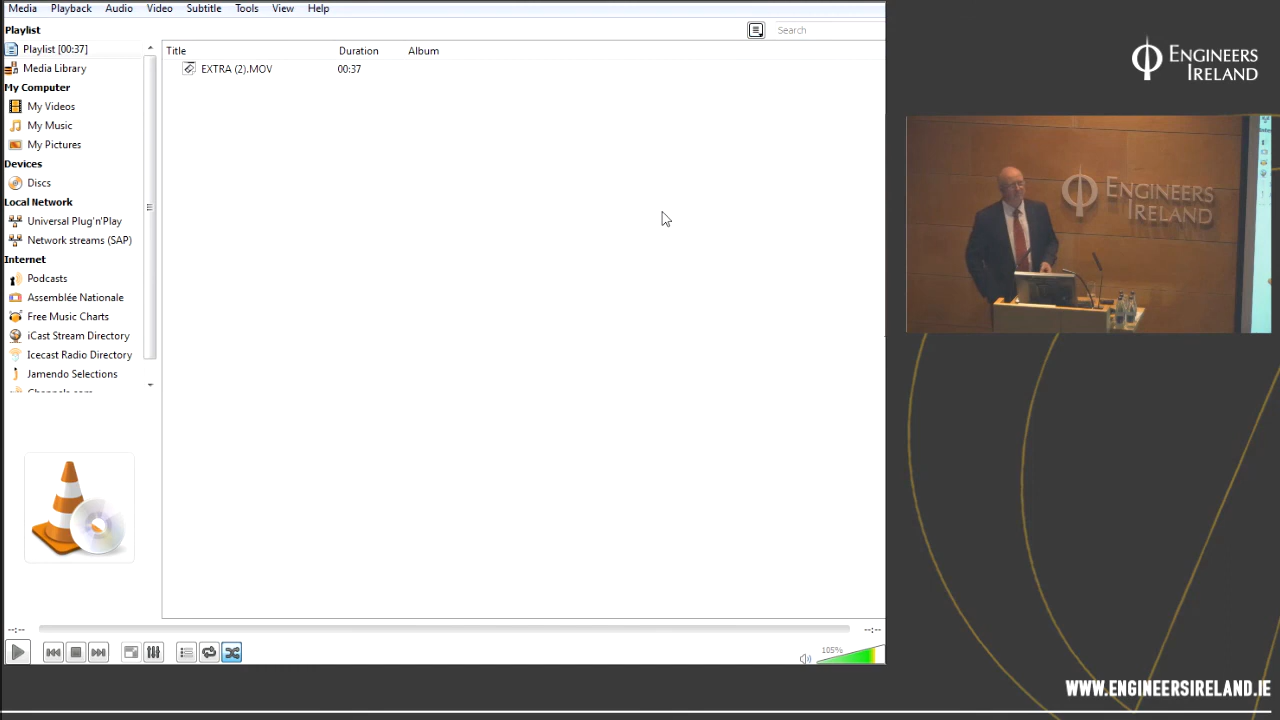 Media Playback Audio Video Subtitle Tools View Help
Playlist
Search
Playlist [00:37]
Media Library
My Computer
My Videos
My Music
My Pictures
Devices
Discs
Local Network
Universal Plug'n'Play
Network streams (SAP)
Internet
Podcasts
Assemblée Nationale
Free Music Charts
iCast Stream Directory
Icecast Radio Directory
Jamendo Selections
Title Duration Album
EXTRA (2).MOV 00:37
--:--
--:--
105%
ENGINEERS
IRELAND
ENGINEERS
IRELAND
WWW.ENGINEERSIRELAND.IE